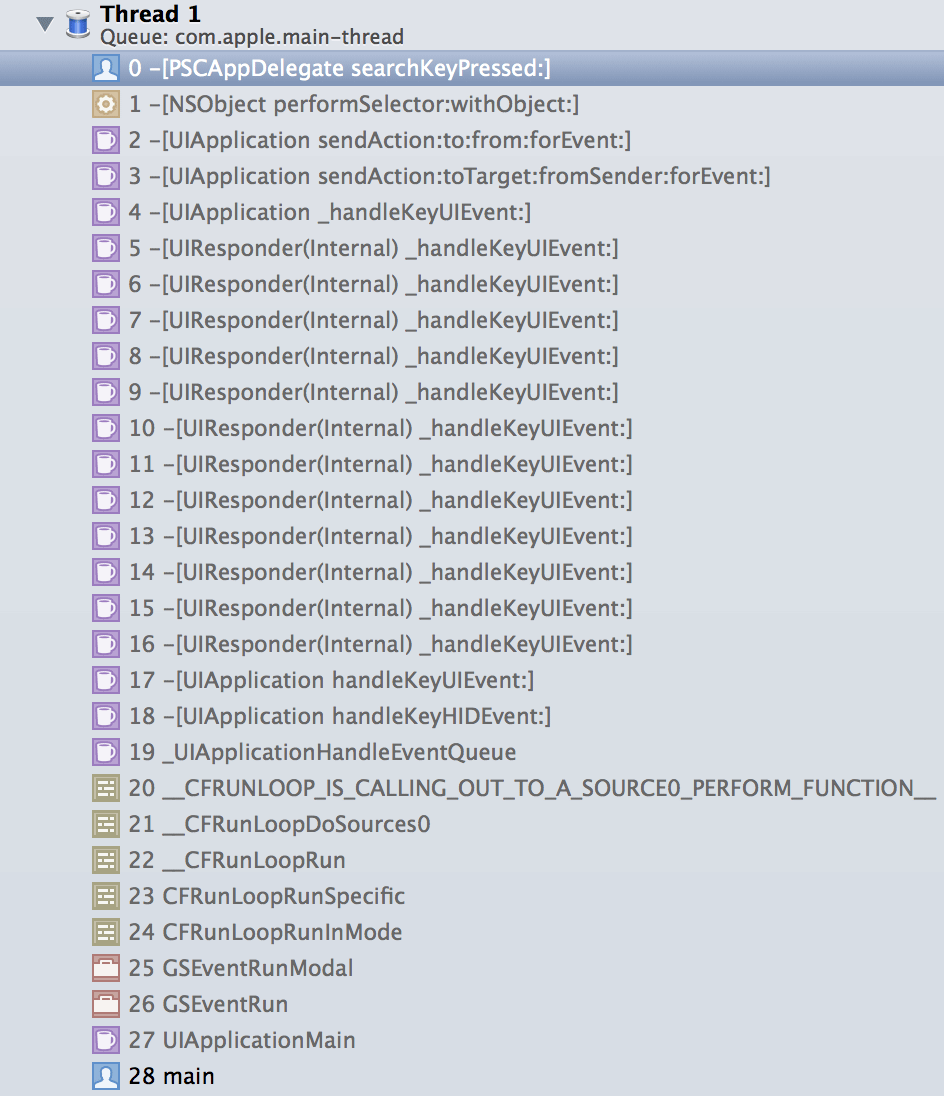 Thread 1
Queue: com.apple.main-thread
0 -[PSCAppDelegate searchKeyPressed:]
1 -[NSObject performSelector:withObject:]
2 -[UIApplication sendAction:to:from:forEvent:]
3 -[UIApplication sendAction:toTarget:fromSender:forEvent:]
4 -[UIApplication _handleKeyUIEvent:]
5 -[UIResponder(Internal) _handleKeyUIEvent:]
6 -[UIResponder(Internal) _handleKeyUIEvent:]
7 -[UIResponder(Internal) _handleKeyUIEvent:]
8 -[UIResponder(Internal) _handleKeyUIEvent:]
9 -[UIResponder(Internal) _handleKeyUIEvent:]
10 -[UIResponder(Internal) _handleKeyUIEvent:]
11 -[UIResponder(Internal) _handleKeyUIEvent:]
12 -[UIResponder(Internal) _handleKeyUIEvent:]
13 -[UIResponder(Internal) _handleKeyUIEvent:]
14 -[UIResponder(Internal) _handleKeyUIEvent:]
15 -[UIResponder(Internal) _handleKeyUIEvent:]
16 -[UIResponder(Internal) _handleKeyUIEvent:]
17 -[UIApplication handleKeyUIEvent:]
18 -[UIApplication handleKeyHIDEvent:]
19 _UIApplicationHandleEventQueue
20 __CFRUNLOOP_IS_CALLING_OUT_TO_A_SOURCE0_PERFORM_FUNCTION__
21 __CFRunLoopDoSources0
22 __CFRunLoopRun
23 CFRunLoopRunSpecific
24 CFRunLoopRunInMode
25 GSEventRunModal
26 GSEventRun
27 UIApplicationMain
28 main